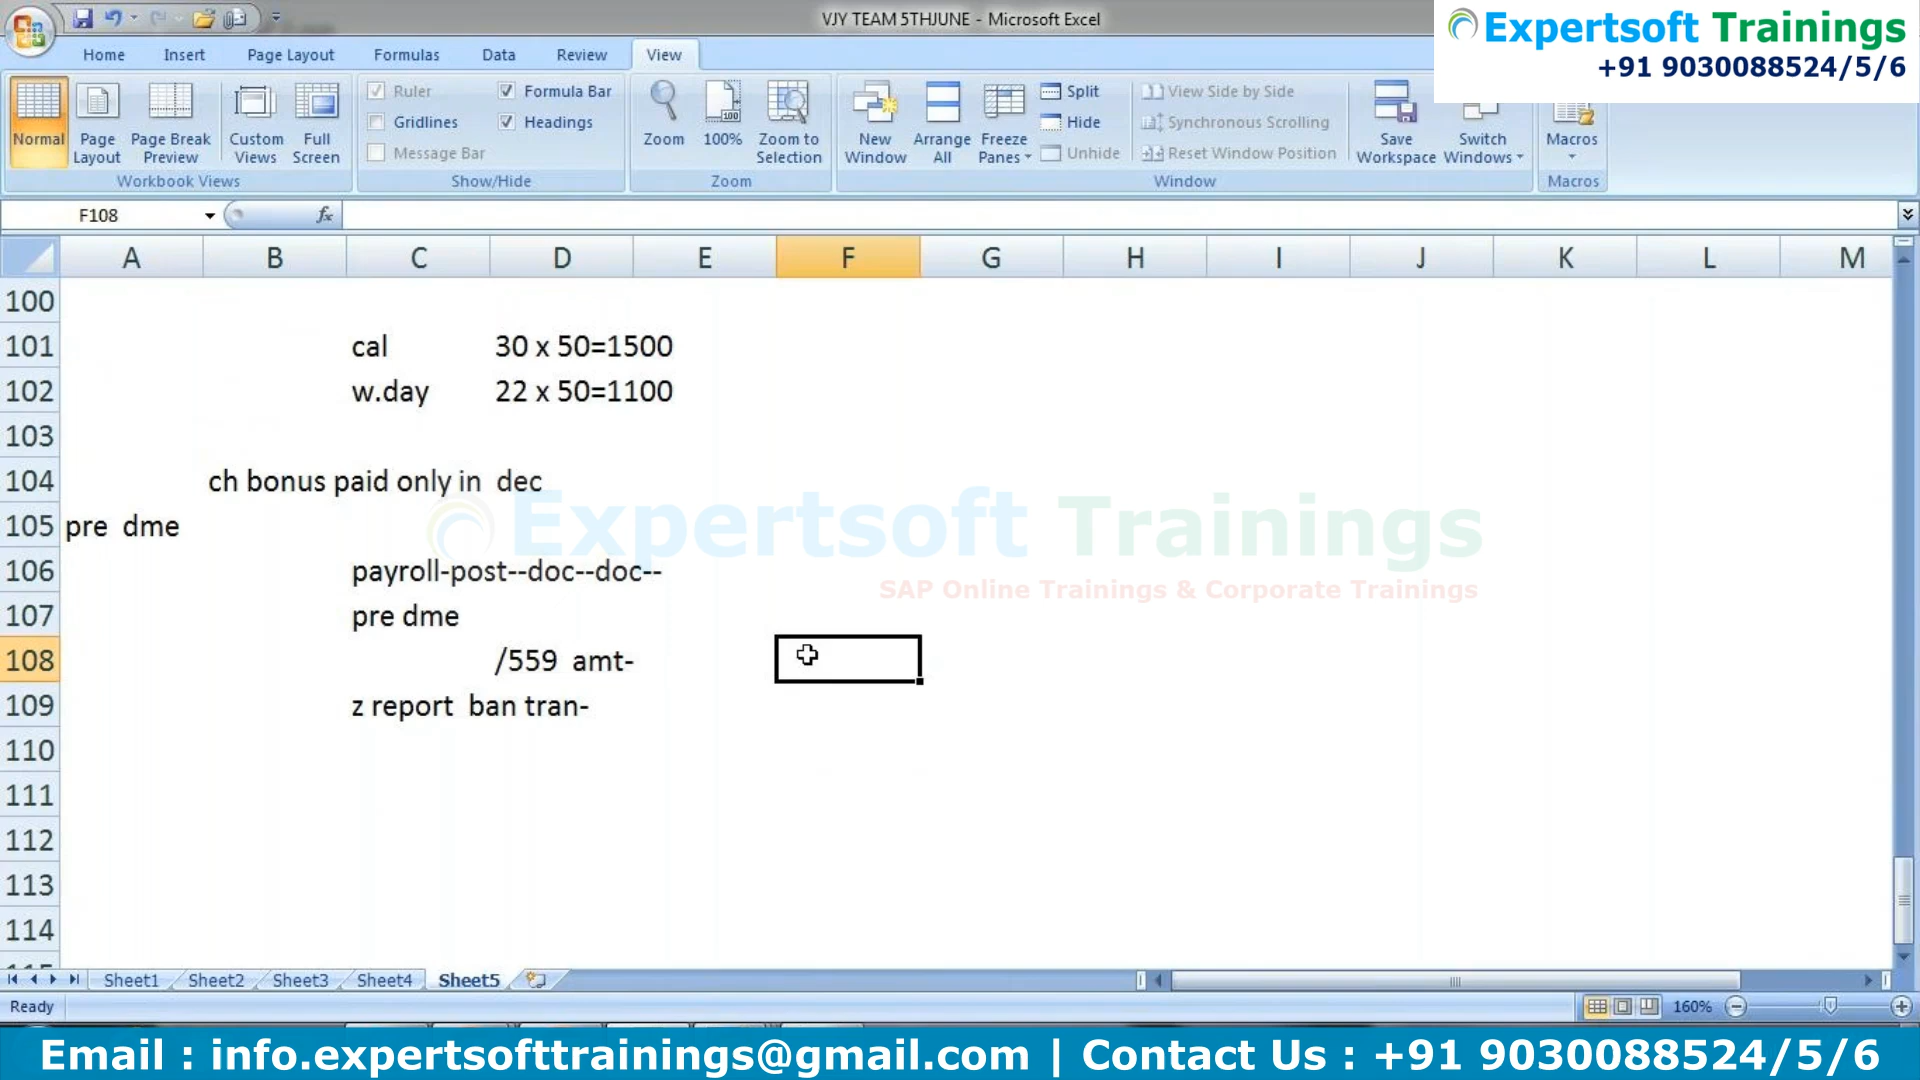 VJY TEAM 5THJUNE - Microsoft Excel
Expertsoft Trainings
+91 9030088524/5/6
Home Insert Page Layout Formulas Data Review View
Normal Page Layout Page Break Preview Custom Views Full Screen
Workbook Views
Ruler Formula Bar
Gridlines Headings
Message Bar
Show/Hide
Zoom 100% Zoom to Selection
Zoom
New Window Arrange All Freeze Panes
Split View Side by Side
Hide Synchronous Scrolling
Unhide Reset Window Position
Window
Save Workspace Switch Windows
Macros
Macros
F108 fx
A B C D E F G H I J K L M
100
101 cal 30 x 50=1500
102 w.day 22 x 50=1100
103
104 ch bonus paid only in dec
105 pre dme
Expertsoft Trainings
106 payroll-post--doc--doc--
SAP Online Trainings & Corporate Trainings
107 pre dme
108 /559 amt-
109 z report ban tran-
110
111
112
113
114
Sheet1 Sheet2 Sheet3 Sheet4 Sheet5
Ready 160%
Email : info.expertsofttrainings@gmail.com | Contact Us : +91 9030088524/5/6